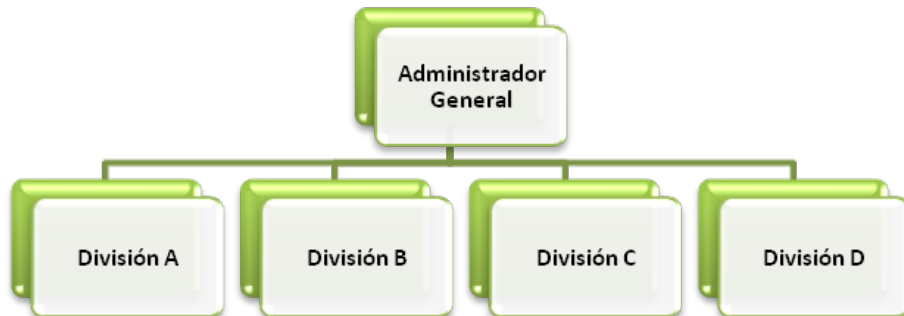 Administrador
General
División A
División B
División C
División D